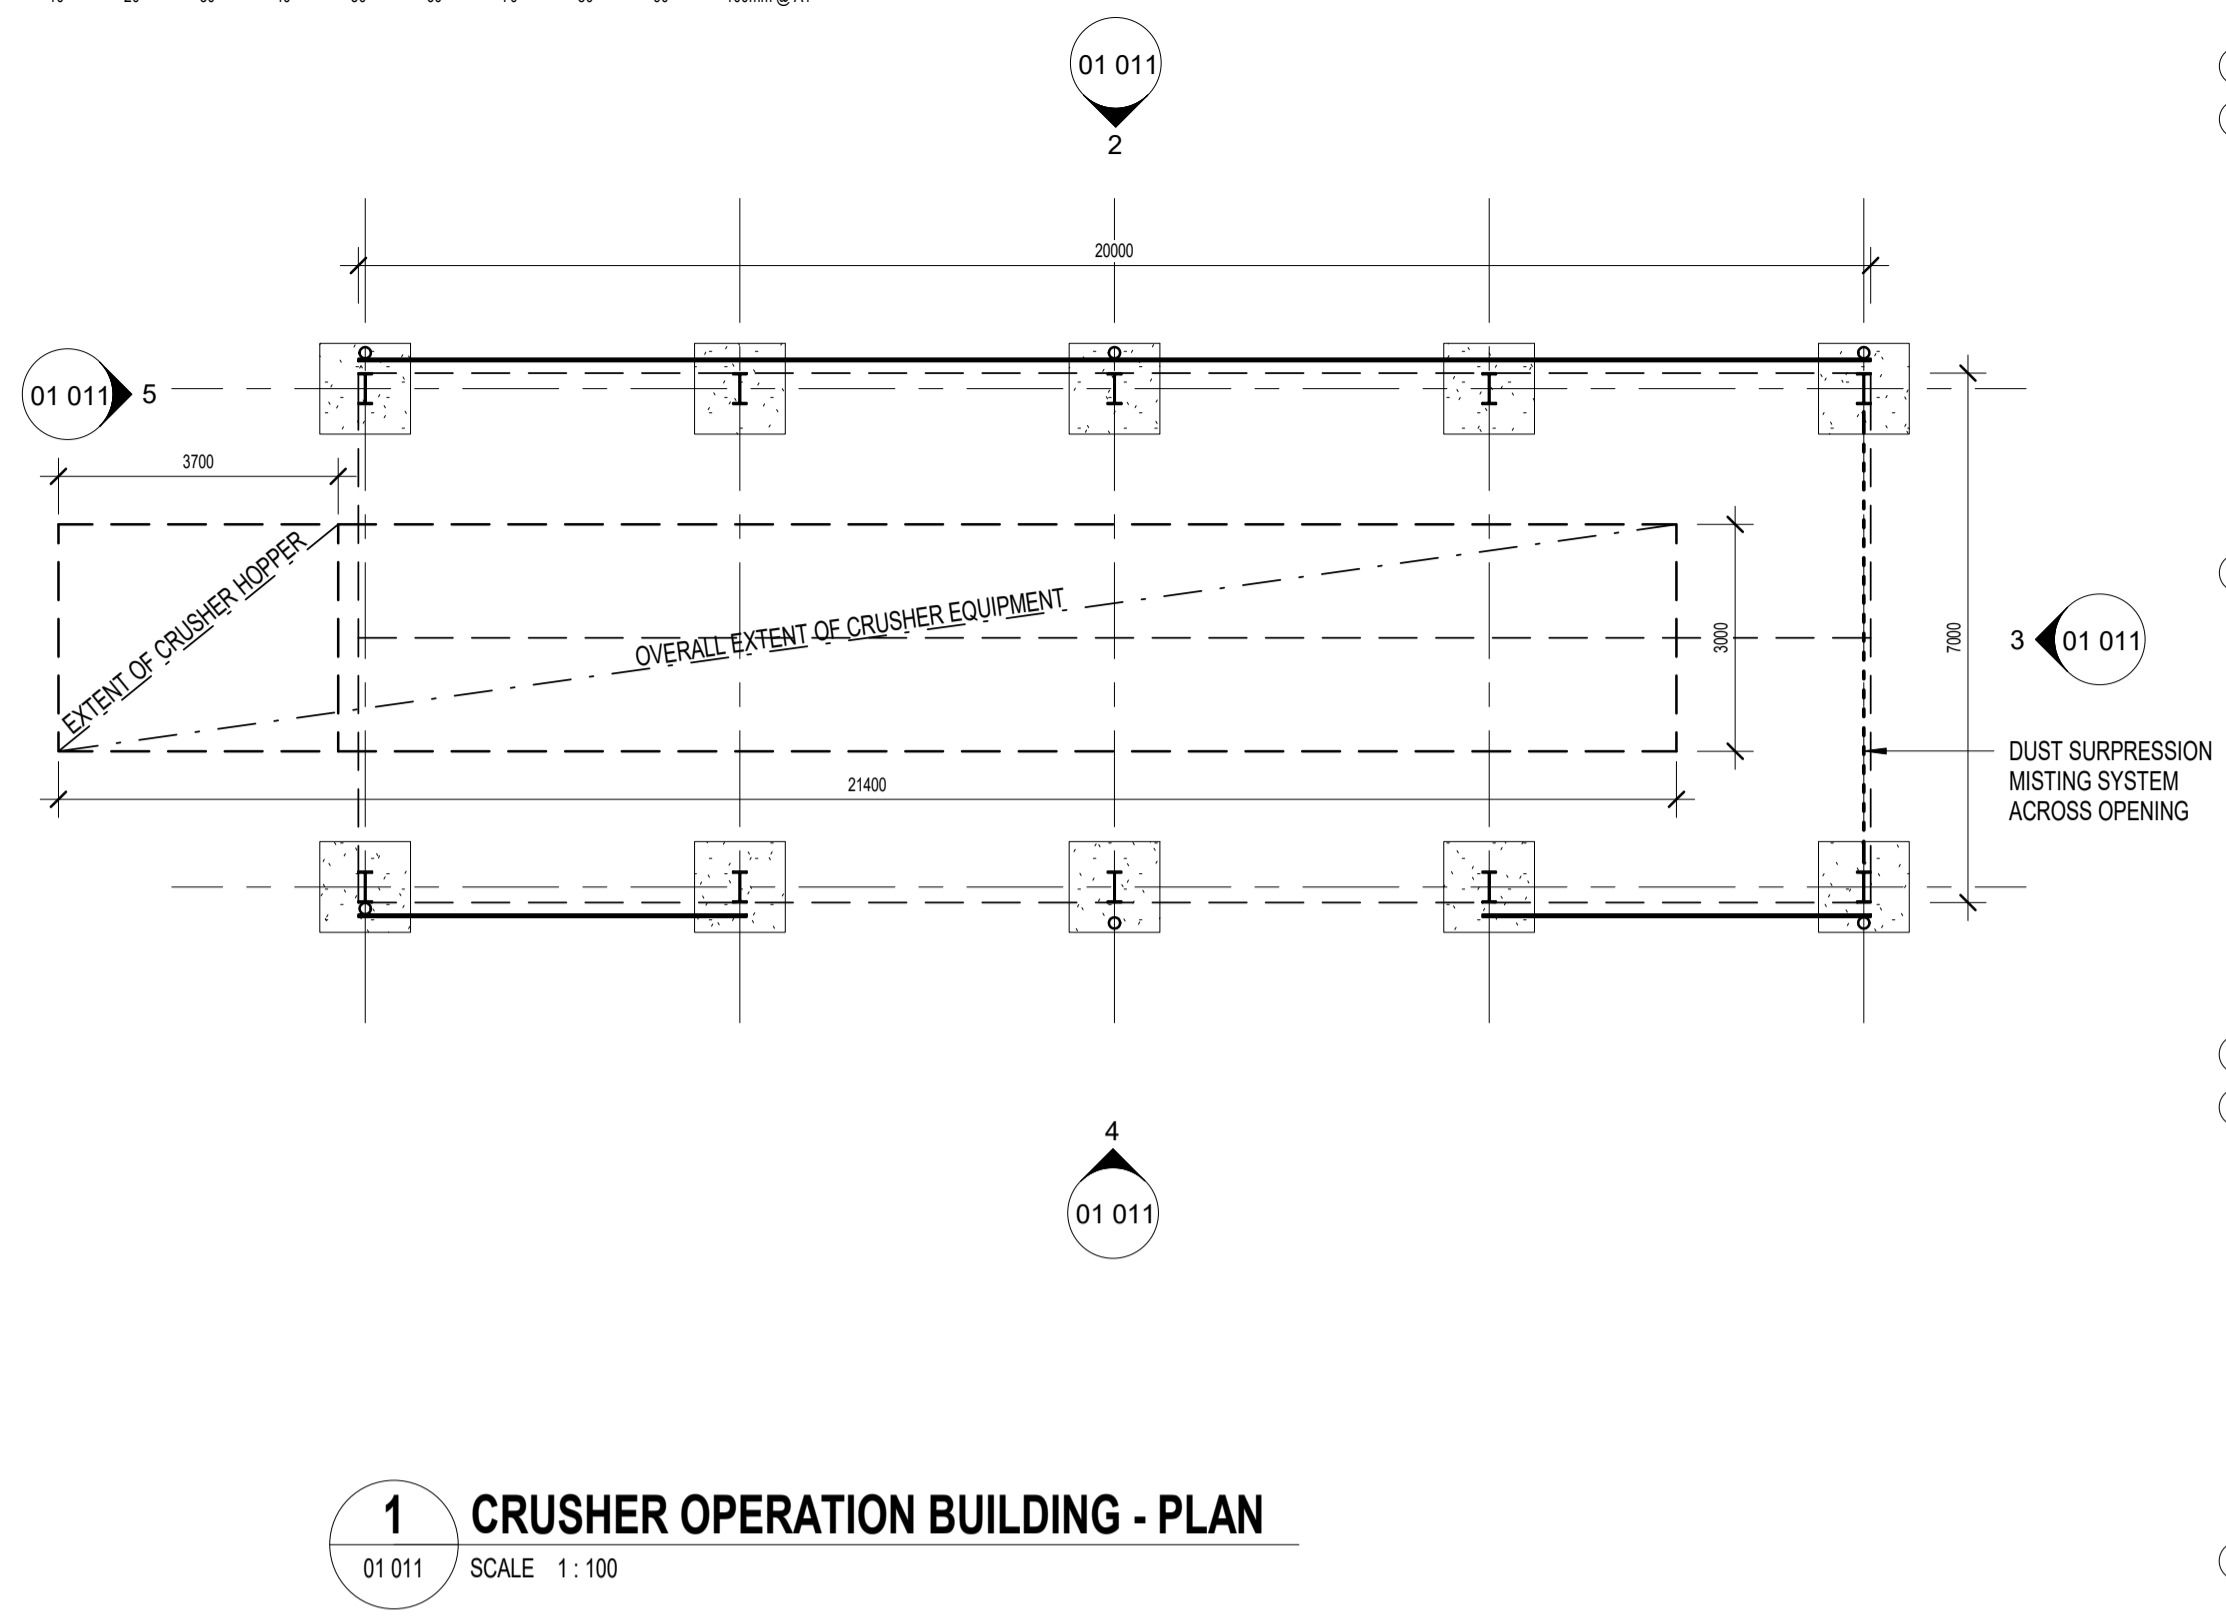 01 011
2
20000
01 011
5
3700
EXTENT OF CRUSHER HOPPER
OVERALL EXTENT OF CRUSHER EQUIPMENT
3000
7000
3
01 011
DUST SURPRESSION
MISTING SYSTEM
ACROSS OPENING
21400
4
01 011
1
CRUSHER OPERATION BUILDING - PLAN
01 011
SCALE 1 : 100